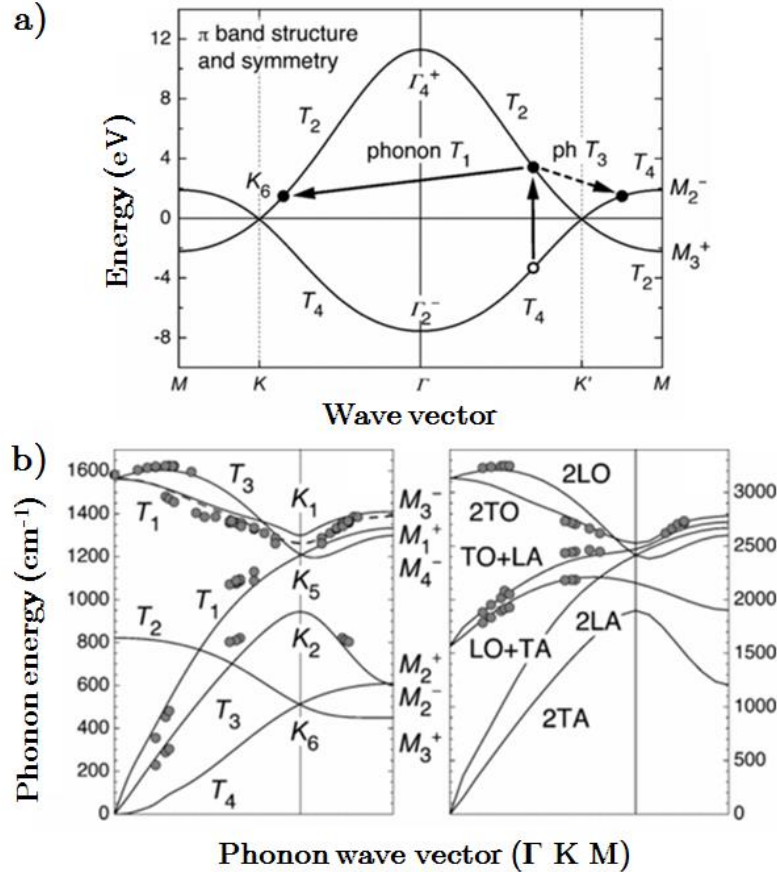 a)
π band structure
and symmetry
Energy (eV)
12
8
4
0
-4
-8
Γ₄⁺
T₂
T₂
phonon T₁
ph T₃
T₄
K₆
M₂⁻
M₃⁺
T₂
T₄
Γ₂⁻
T₄
M
K
Γ
K'
M
Wave vector
b)
Phonon energy (cm⁻¹)
1600
1400
1200
1000
800
600
400
200
0
T₃
K₁
T₁
T₁
K₅
T₂
K₂
T₃
K₆
T₄
M₃⁻
M₁⁺
M₄⁻
M₂⁺
M₂⁻
M₃⁺
2LO
2TO
TO+LA
2LA
LO+TA
2TA
3000
2500
2000
1500
1000
500
0
Phonon wave vector (Γ K M)